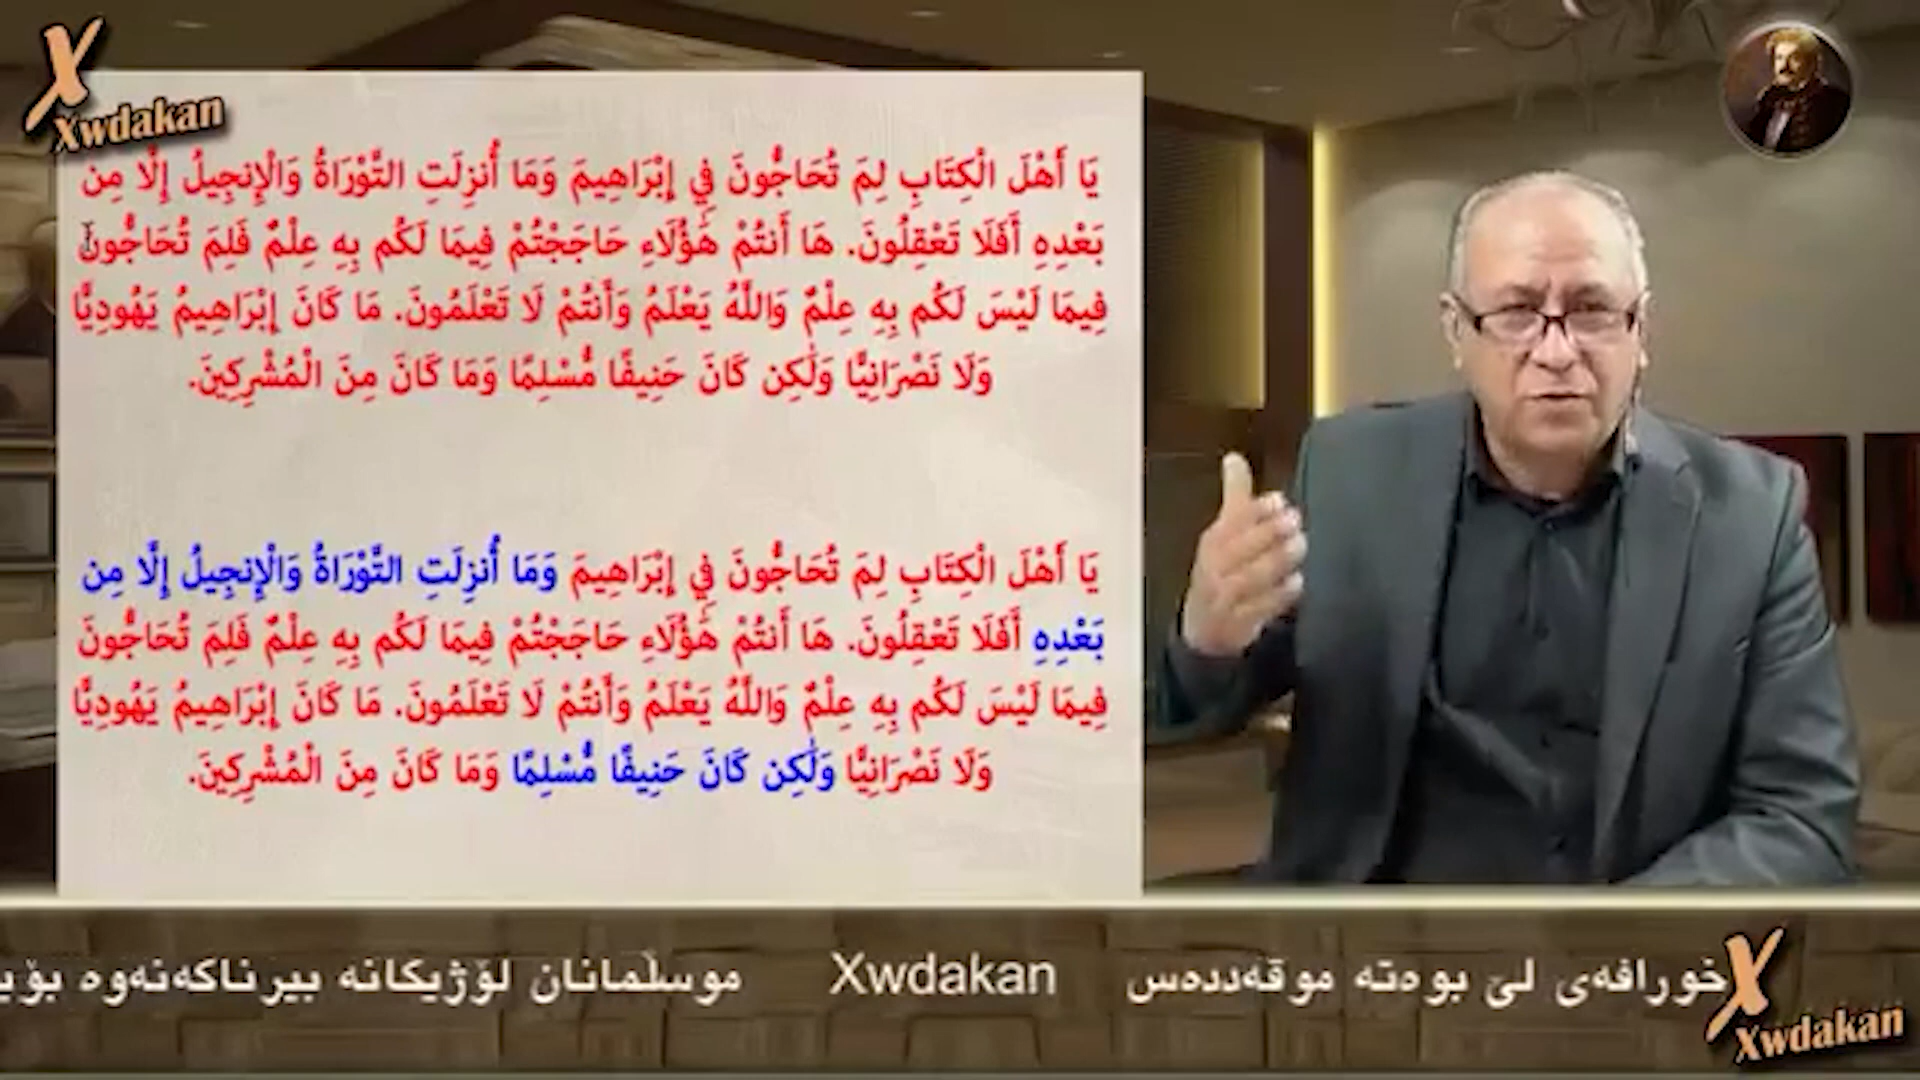 Xwdakan
يَا أَهْلَ الْكِتَابِ لِمَ تُحَاجُّونَ فِي إِبْرَاهِيمَ وَمَا أُنزِلَتِ التَّوْرَاةُ وَالْإِنجِيلُ إِلَّا مِن
بَعْدِهِ أَفَلَا تَعْقِلُونَ. هَا أَنتُمْ هَٰؤُلَاءِ حَاجَجْتُمْ فِيمَا لَكُم بِهِ عِلْمٌ فَلِمَ تُحَاجُّونَ
فِيمَا لَيْسَ لَكُم بِهِ عِلْمٌ وَاللَّهُ يَعْلَمُ وَأَنتُمْ لَا تَعْلَمُونَ. مَا كَانَ إِبْرَاهِيمُ يَهُودِيًّا
وَلَا نَصْرَانِيًّا وَلَٰكِن كَانَ حَنِيفًا مُّسْلِمًا وَمَا كَانَ مِنَ الْمُشْرِكِينَ.
يَا أَهْلَ الْكِتَابِ لِمَ تُحَاجُّونَ فِي إِبْرَاهِيمَ وَمَا أُنزِلَتِ التَّوْرَاةُ وَالْإِنجِيلُ إِلَّا مِن
بَعْدِهِ أَفَلَا تَعْقِلُونَ. هَا أَنتُمْ هَٰؤُلَاءِ حَاجَجْتُمْ فِيمَا لَكُم بِهِ عِلْمٌ فَلِمَ تُحَاجُّونَ
فِيمَا لَيْسَ لَكُم بِهِ عِلْمٌ وَاللَّهُ يَعْلَمُ وَأَنتُمْ لَا تَعْلَمُونَ. مَا كَانَ إِبْرَاهِيمُ يَهُودِيًّا
وَلَا نَصْرَانِيًّا وَلَٰكِن كَانَ حَنِيفًا مُّسْلِمًا وَمَا كَانَ مِنَ الْمُشْرِكِينَ.
خورافەی لێ بوەتە موقەددەس Xwdakan موسڵمانان لۆژیکانە بیرناکەنەوە
Xwdakan